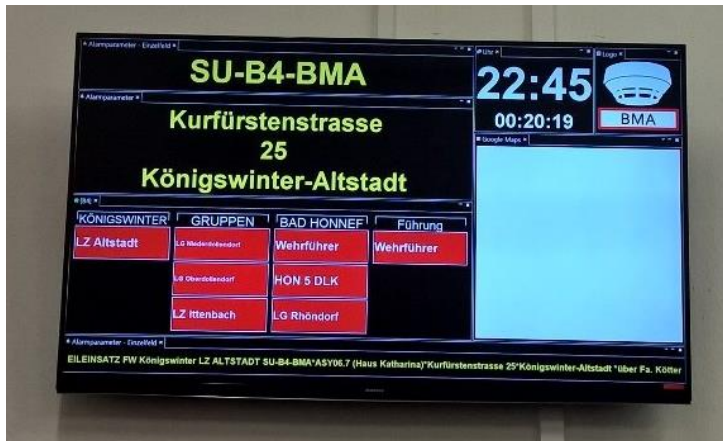 Alarmparameter - Einzelfeld
SU-B4-BMA
Alarmparameter
Kurfürstenstrasse
25
Königswinter-Altstadt
Uhr
22:45
00:20:19
Logo
BMA
Google Maps
[B4]
KÖNIGSWINTER GRUPPEN BAD HONNEF Führung
LZ Altstadt LG Niederdollendorf Wehrführer Wehrführer
LG Oberdollendorf HON 5 DLK
LZ Ittenbach LG Rhöndorf
Alarmparameter - Einzelfeld
EILEINSATZ FW Königswinter LZ ALTSTADT SU-B4-BMA*ASY06.7 (Haus Katharina)*Kurfürstenstrasse 25*Königswinter-Altstadt *über Fa. Kötter